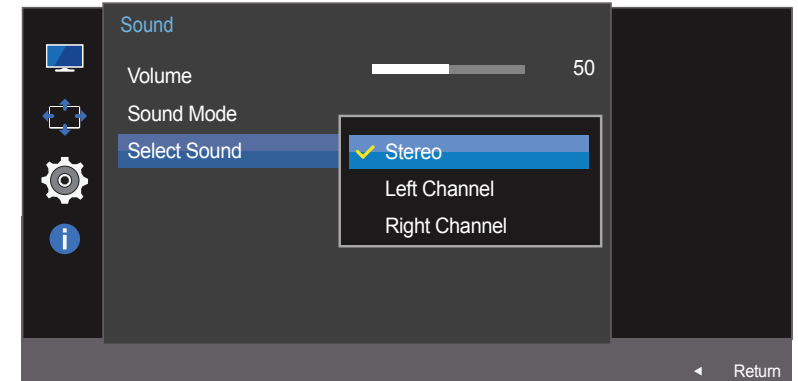 Sound
Volume 50
Sound Mode
Select Sound
Stereo
Left Channel
Right Channel
Return